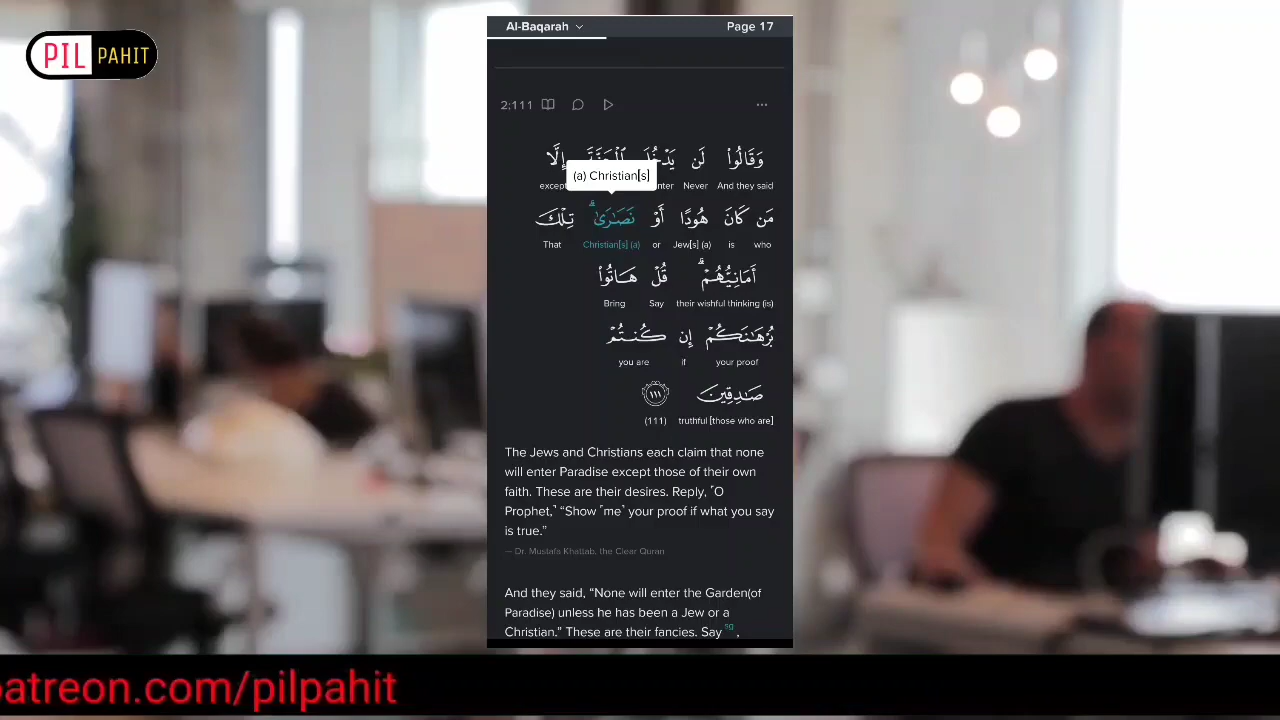 PIL PAHIT
Al-Baqarah
Page 17
2:111
وَقَالُوا۟ لَن يَدْخُلَ ٱلْجَنَّةَ إِلَّا
(a) Christian[s]
And they said Never enter except
مَن كَانَ هُودًا أَوْ نَصَـٰرَىٰ ۗ تِلْكَ
who is Jew[s] (a) or Christian[s] (a) That
أَمَانِيُّهُمْ ۗ قُلْ هَاتُوا۟
their wishful thinking (is) Say Bring
بُرْهَـٰنَكُمْ إِن كُنتُمْ
your proof if you are
صَـٰدِقِينَ ١١١
truthful [those who are] (111)
The Jews and Christians each claim that none
will enter Paradise except those of their own
faith. These are their desires. Reply, ˹O
Prophet,˺ “Show ˹me˺ your proof if what you say
is true.”
— Dr. Mustafa Khattab, the Clear Quran
And they said, “None will enter the Garden(of
Paradise) unless he has been a Jew or a
Christian.” These are their fancies. Say sg ,
atreon.com/pilpahit